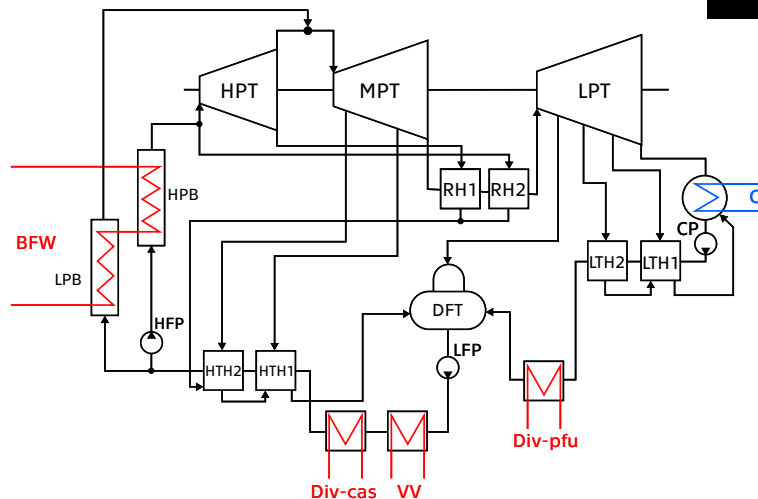 HPT
MPT
LPT
HPB
RH1
RH2
BFW
LPB
CP
LTH2
LTH1
DFT
HFP
LFP
HTH2
HTH1
Div-pfu
Div-cas
VV